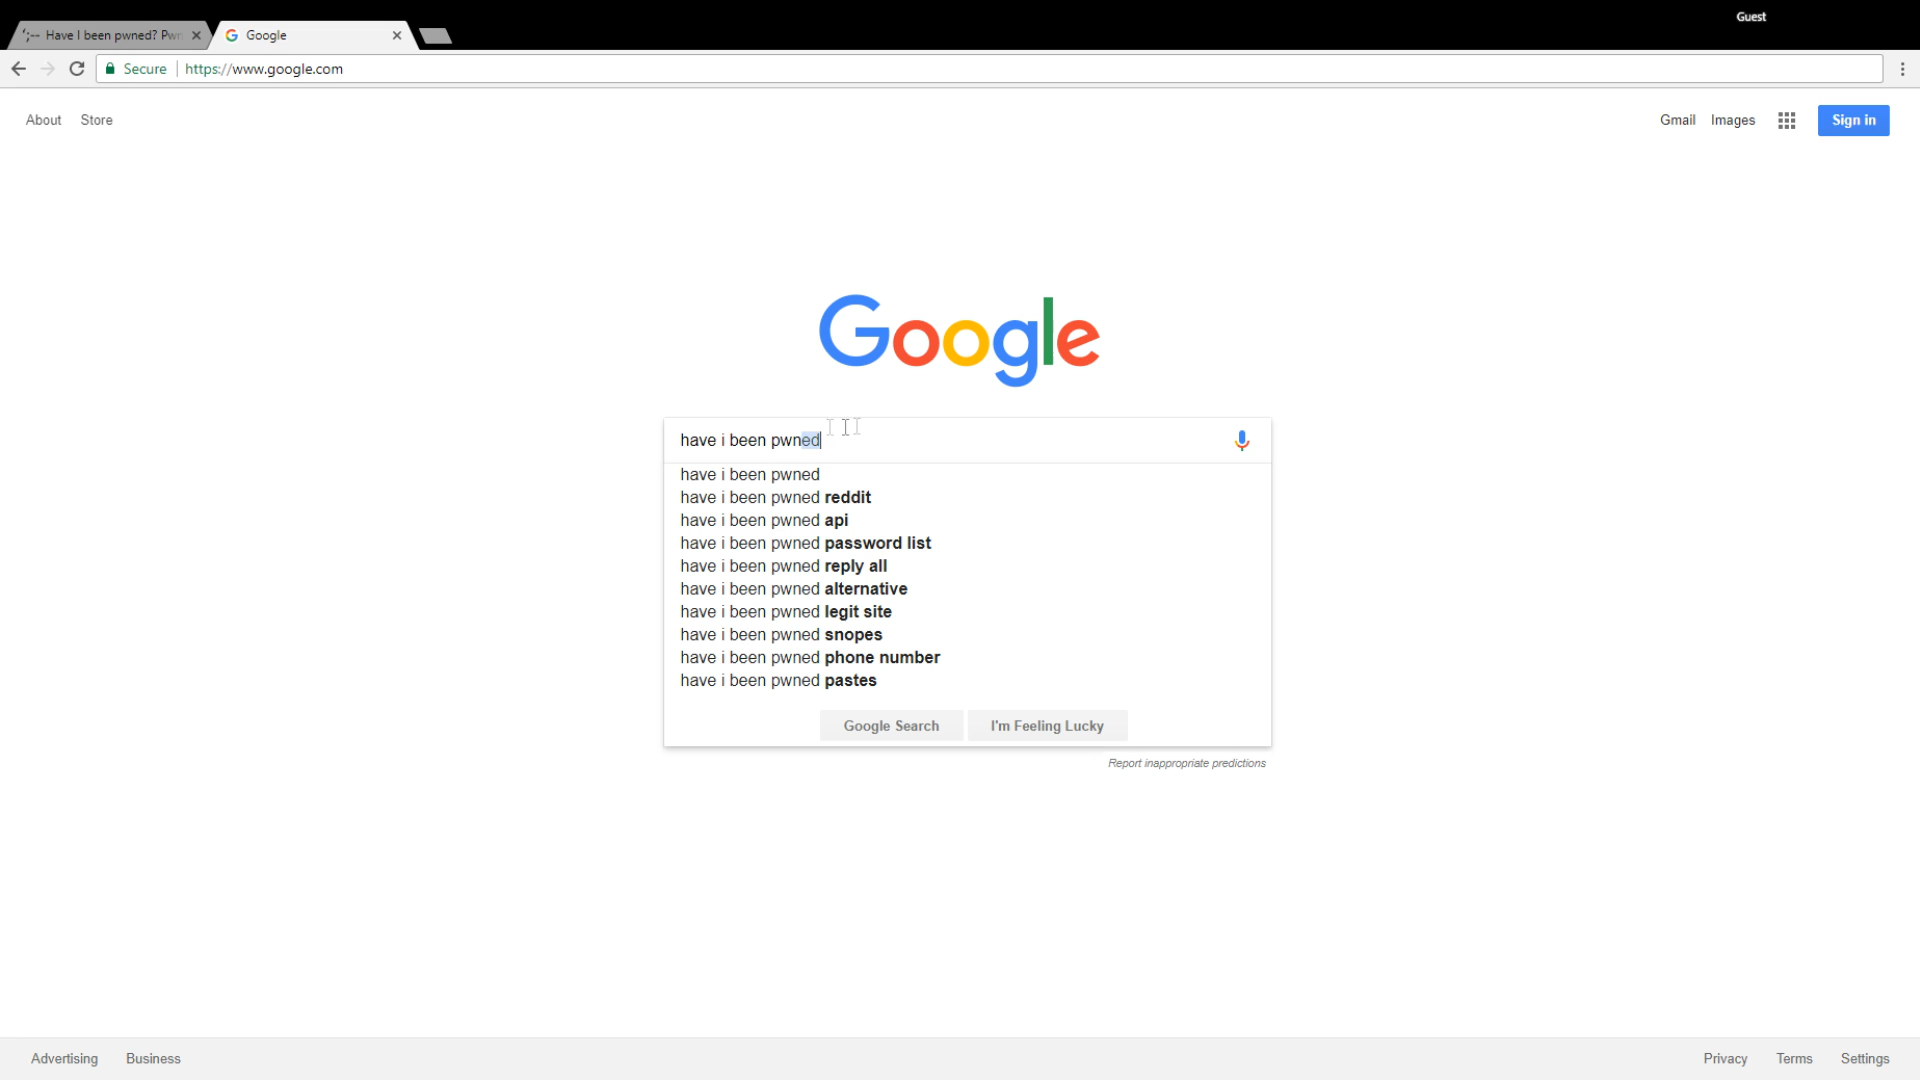 Guest
';-- Have I been pwned? Pwn
Google
Secure https://www.google.com
About Store
Gmail Images Sign in
Google
have i been pwned
have i been pwned
have i been pwned reddit
have i been pwned api
have i been pwned password list
have i been pwned reply all
have i been pwned alternative
have i been pwned legit site
have i been pwned snopes
have i been pwned phone number
have i been pwned pastes
Google Search I'm Feeling Lucky
Report inappropriate predictions
Advertising Business
Privacy Terms Settings